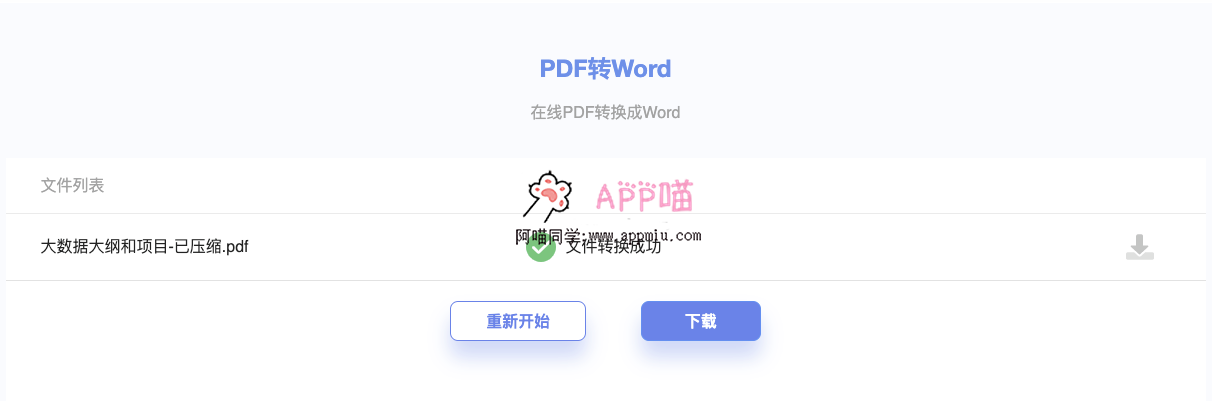 PDF转Word
在线PDF转换成Word
文件列表
APP喵
阿喵同学:www.appmiu.com
大数据大纲和项目-已压缩.pdf
文件转换成功
重新开始
下载